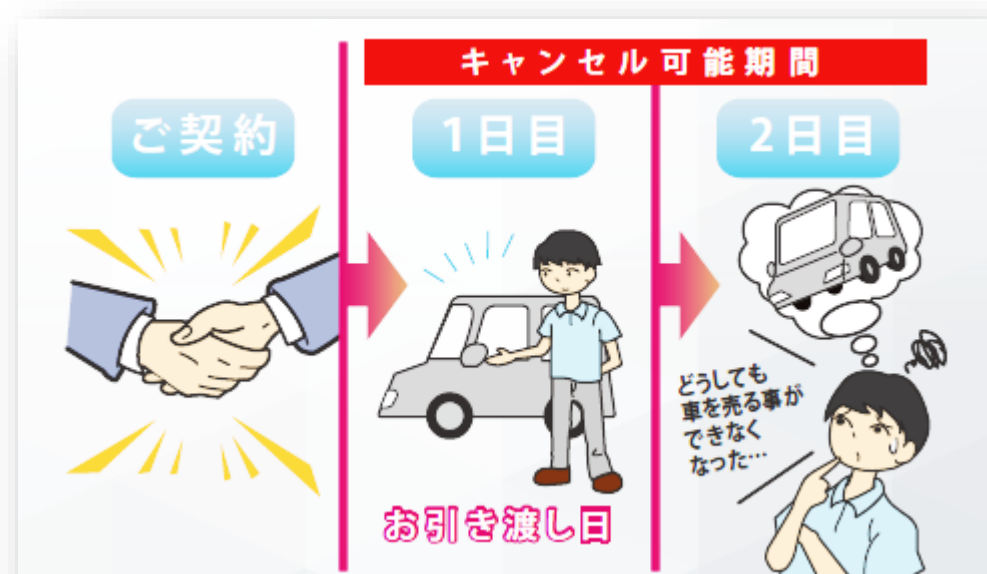 キャンセル可能期間
ご契約
1日目
2日目
どうしても
車を売る事が
できなく
なった…
お引き渡し日